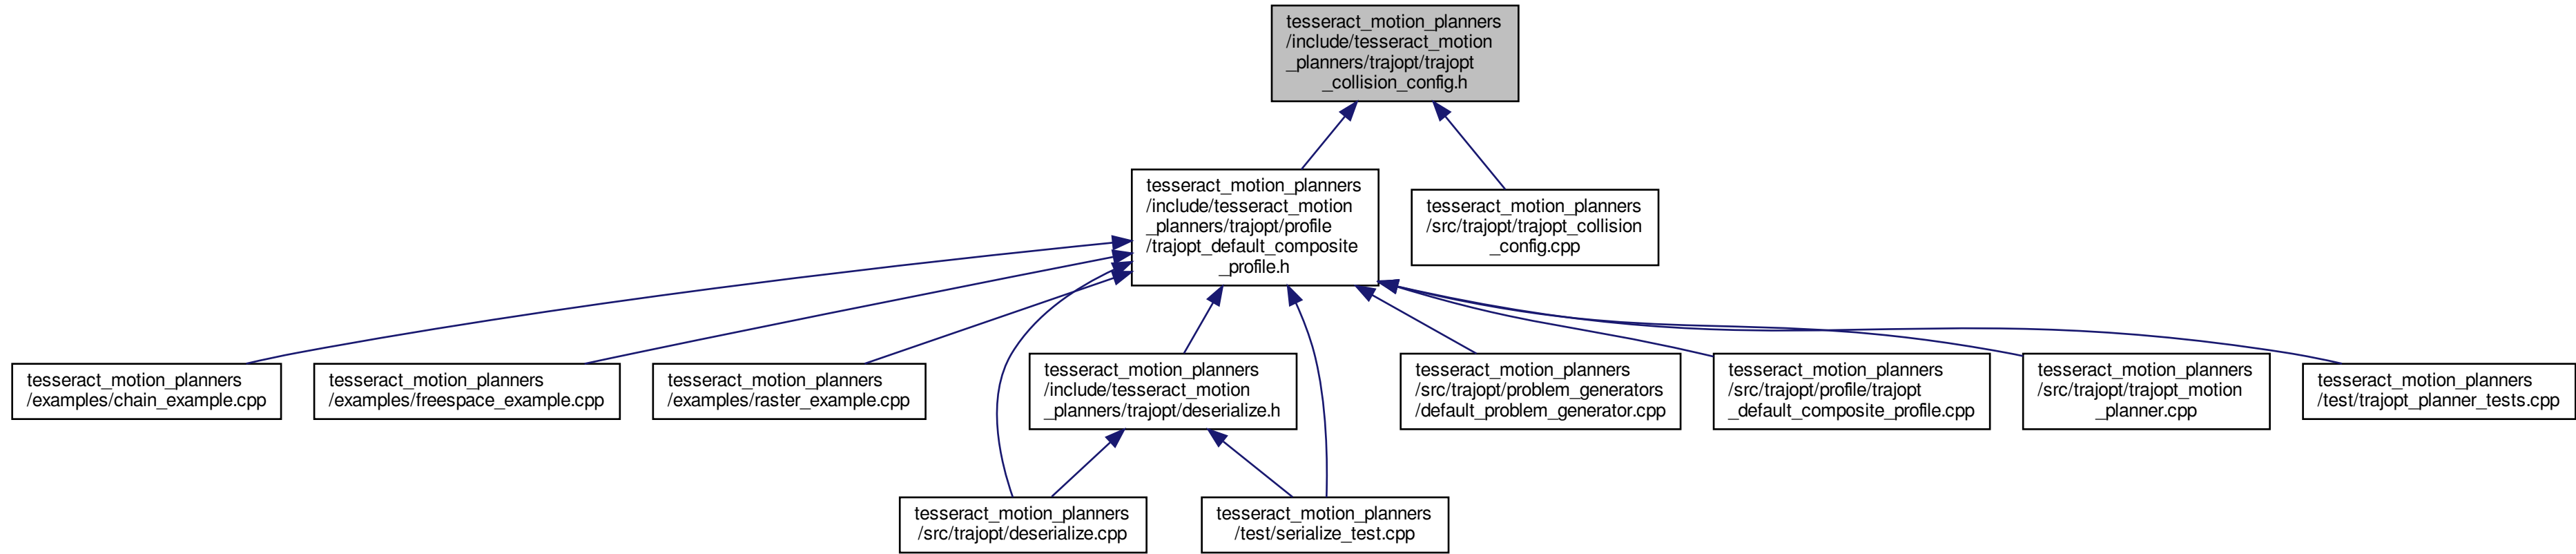 tesseract_motion_planners
/include/tesseract_motion
_planners/trajopt/trajopt
_collision_config.h
tesseract_motion_planners
/include/tesseract_motion
_planners/trajopt/profile
/trajopt_default_composite
_profile.h
tesseract_motion_planners
/src/trajopt/trajopt_collision
_config.cpp
tesseract_motion_planners
/examples/chain_example.cpp
tesseract_motion_planners
/examples/freespace_example.cpp
tesseract_motion_planners
/examples/raster_example.cpp
tesseract_motion_planners
/include/tesseract_motion
_planners/trajopt/deserialize.h
tesseract_motion_planners
/src/trajopt/problem_generators
/default_problem_generator.cpp
tesseract_motion_planners
/src/trajopt/profile/trajopt
_default_composite_profile.cpp
tesseract_motion_planners
/src/trajopt/trajopt_motion
_planner.cpp
tesseract_motion_planners
/test/trajopt_planner_tests.cpp
tesseract_motion_planners
/src/trajopt/deserialize.cpp
tesseract_motion_planners
/test/serialize_test.cpp